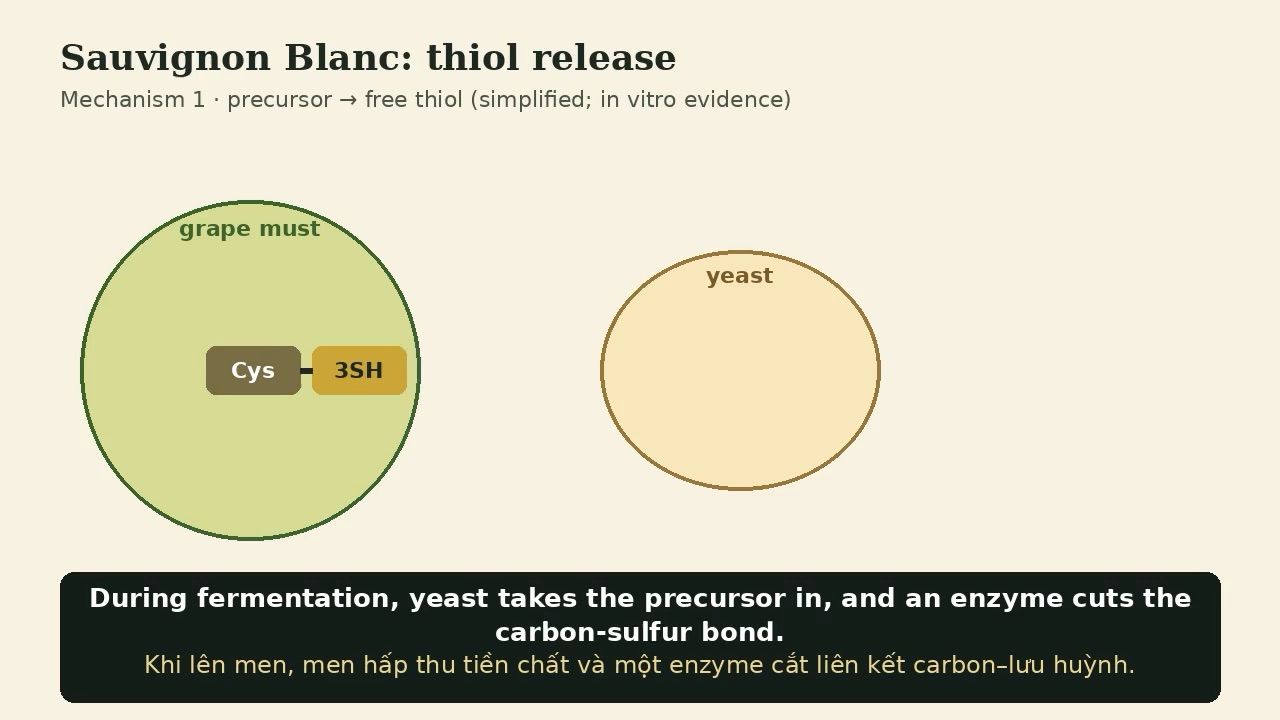 Sauvignon Blanc: thiol release
Mechanism 1 · precursor → free thiol (simplified; in vitro evidence)
grape must
yeast
Cys
3SH
During fermentation, yeast takes the precursor in, and an enzyme cuts the
carbon-sulfur bond.
Khi lên men, men hấp thu tiền chất và một enzyme cắt liên kết carbon–lưu huỳnh.